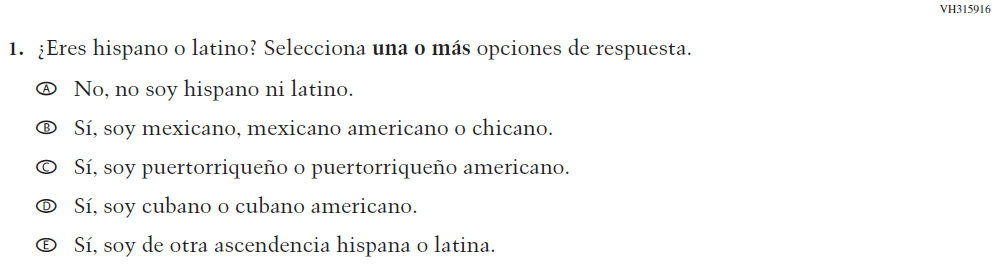 VH315916
1. ¿Eres hispano o latino? Selecciona una o más opciones de respuesta.
A No, no soy hispano ni latino.
B Sí, soy mexicano, mexicano americano o chicano.
C Sí, soy puertorriqueño o puertorriqueño americano.
D Sí, soy cubano o cubano americano.
E Sí, soy de otra ascendencia hispana o latina.